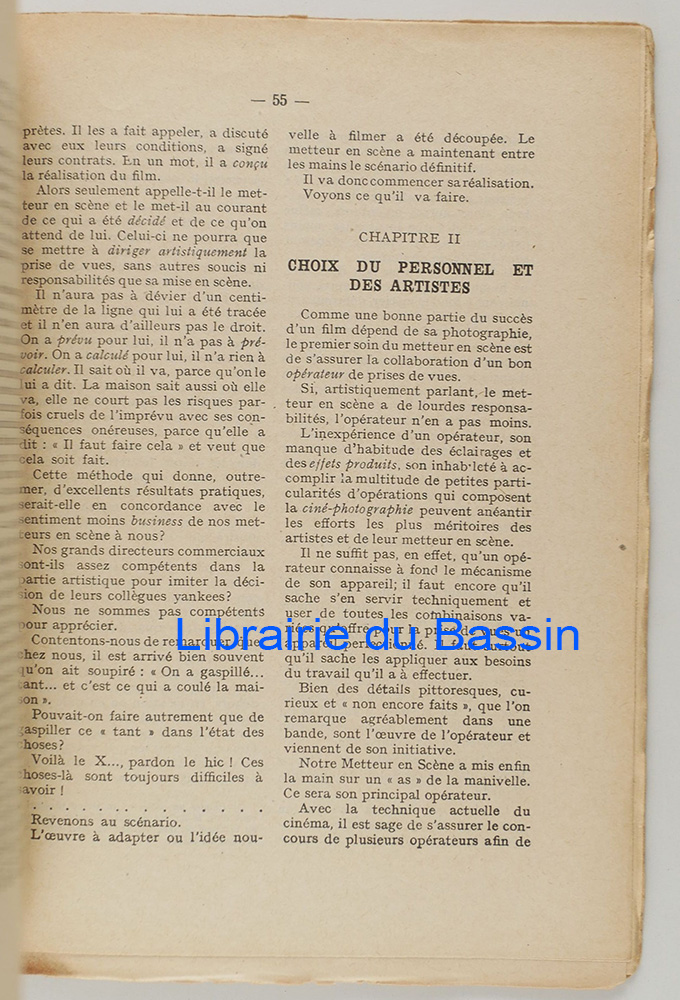 — 55 —
prètes. Il les a fait appeler, a discuté
avec eux leurs conditions, a signé
leurs contrats. En un mot, il a conçu
la réalisation du film.
Alors seulement appelle-t-il le met-
teur en scène et le met-il au courant
de ce qui a été décidé et de ce qu'on
attend de lui. Celui-ci ne pourra que
se mettre à diriger artistiquement la
prise de vues, sans autres soucis ni
responsabilités que sa mise en scène.
Il n'aura pas à dévier d'un centi-
mètre de la ligne qui lui a été tracée
et il n'en aura d'ailleurs pas le droit.
On a prévu pour lui, il n'a pas à pré-
voir. On a calculé pour lui, il n'a rien à
calculer. Il sait où il va, parce qu'on le
lui a dit. La maison sait aussi où elle
va, elle ne court pas les risques par-
fois cruels de l'imprévu avec ses con-
séquences onéreuses, parce qu'elle a
dit : « Il faut faire cela » et veut que
cela soit fait.
Cette méthode qui donne, outre-
mer, d'excellents résultats pratiques,
serait-elle en concordance avec le
sentiment moins business de nos met-
teurs en scène à nous?
Nos grands directeurs commerciaux
sont-ils assez compétents dans la
partie artistique pour imiter la déci-
sion de leurs collègues yankees?
Nous ne sommes pas compétents
pour apprécier.
Contentons-nous de remarquer que
chez nous, il est arrivé bien souvent
qu'on ait soupiré : « On a gaspillé...
tant... et c'est ce qui a coulé la mai-
son ».
Pouvait-on faire autrement que de
gaspiller ce « tant » dans l'état des
choses?
Voilà le X..., pardon le hic ! Ces
choses-là sont toujours difficiles à
savoir !
. . . . . . . . . . . . . . .
Revenons au scénario.
L'œuvre à adapter ou l'idée nou-
velle à filmer a été découpée. Le
metteur en scène a maintenant entre
les mains le scénario définitif.
Il va donc commencer sa réalisation.
Voyons ce qu'il va faire.
CHAPITRE II
CHOIX DU PERSONNEL ET
DES ARTISTES
Comme une bonne partie du succès
d'un film dépend de sa photographie,
le premier soin du metteur en scène est
de s'assurer la collaboration d'un bon
opérateur de prises de vues.
Si, artistiquement parlant, le met-
teur en scène a de lourdes responsa-
bilités, l'opérateur n'en a pas moins.
L'inexpérience d'un opérateur, son
manque d'habitude des éclairages et
des effets produits, son inhabileté à ac-
complir la multitude de petites parti-
cularités d'opérations qui composent
la ciné-photographie peuvent anéantir
les efforts les plus méritoires des
artistes et de leur metteur en scène.
Il ne suffit pas, en effet, qu'un opé-
rateur connaisse à fond le mécanisme
de son appareil; il faut encore qu'il
sache s'en servir techniquement et
user de toutes les combinaisons va-
riées qu'offre pour la prise de vues un
appareil perfectionné. Il faut surtout
qu'il sache les appliquer aux besoins
du travail qu'il a à effectuer.
Bien des détails pittoresques, cu-
rieux et « non encore faits », que l'on
remarque agréablement dans une
bande, sont l'œuvre de l'opérateur et
viennent de son initiative.
Notre Metteur en Scène a mis enfin
la main sur un « as » de la manivelle.
Ce sera son principal opérateur.
Avec la technique actuelle du
cinéma, il est sage de s'assurer le con-
cours de plusieurs opérateurs afin de
Librairie du Bassin